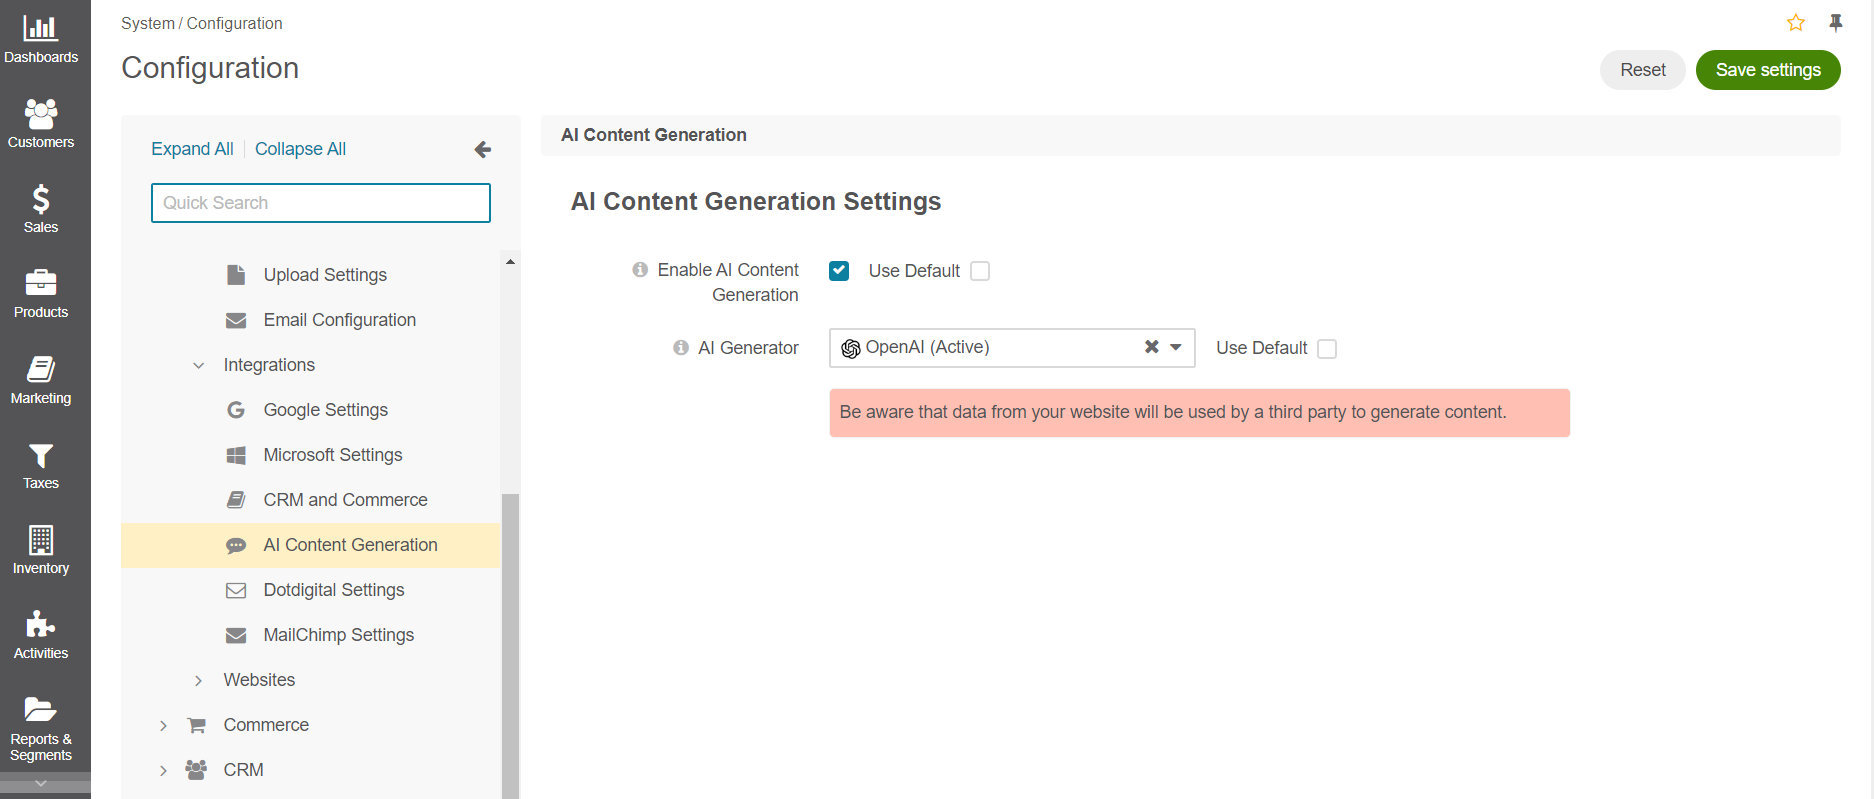 Dashboards
Customers
Sales
Products
Marketing
Taxes
Inventory
Activities
Reports &
Segments
System / Configuration
Configuration
Reset
Save settings
Expand All
Collapse All
Quick Search
Upload Settings
Email Configuration
Integrations
Google Settings
Microsoft Settings
CRM and Commerce
AI Content Generation
Dotdigital Settings
MailChimp Settings
Websites
Commerce
CRM
AI Content Generation
AI Content Generation Settings
Enable AI Content
Generation
Use Default
AI Generator
OpenAI (Active)
Use Default
Be aware that data from your website will be used by a third party to generate content.